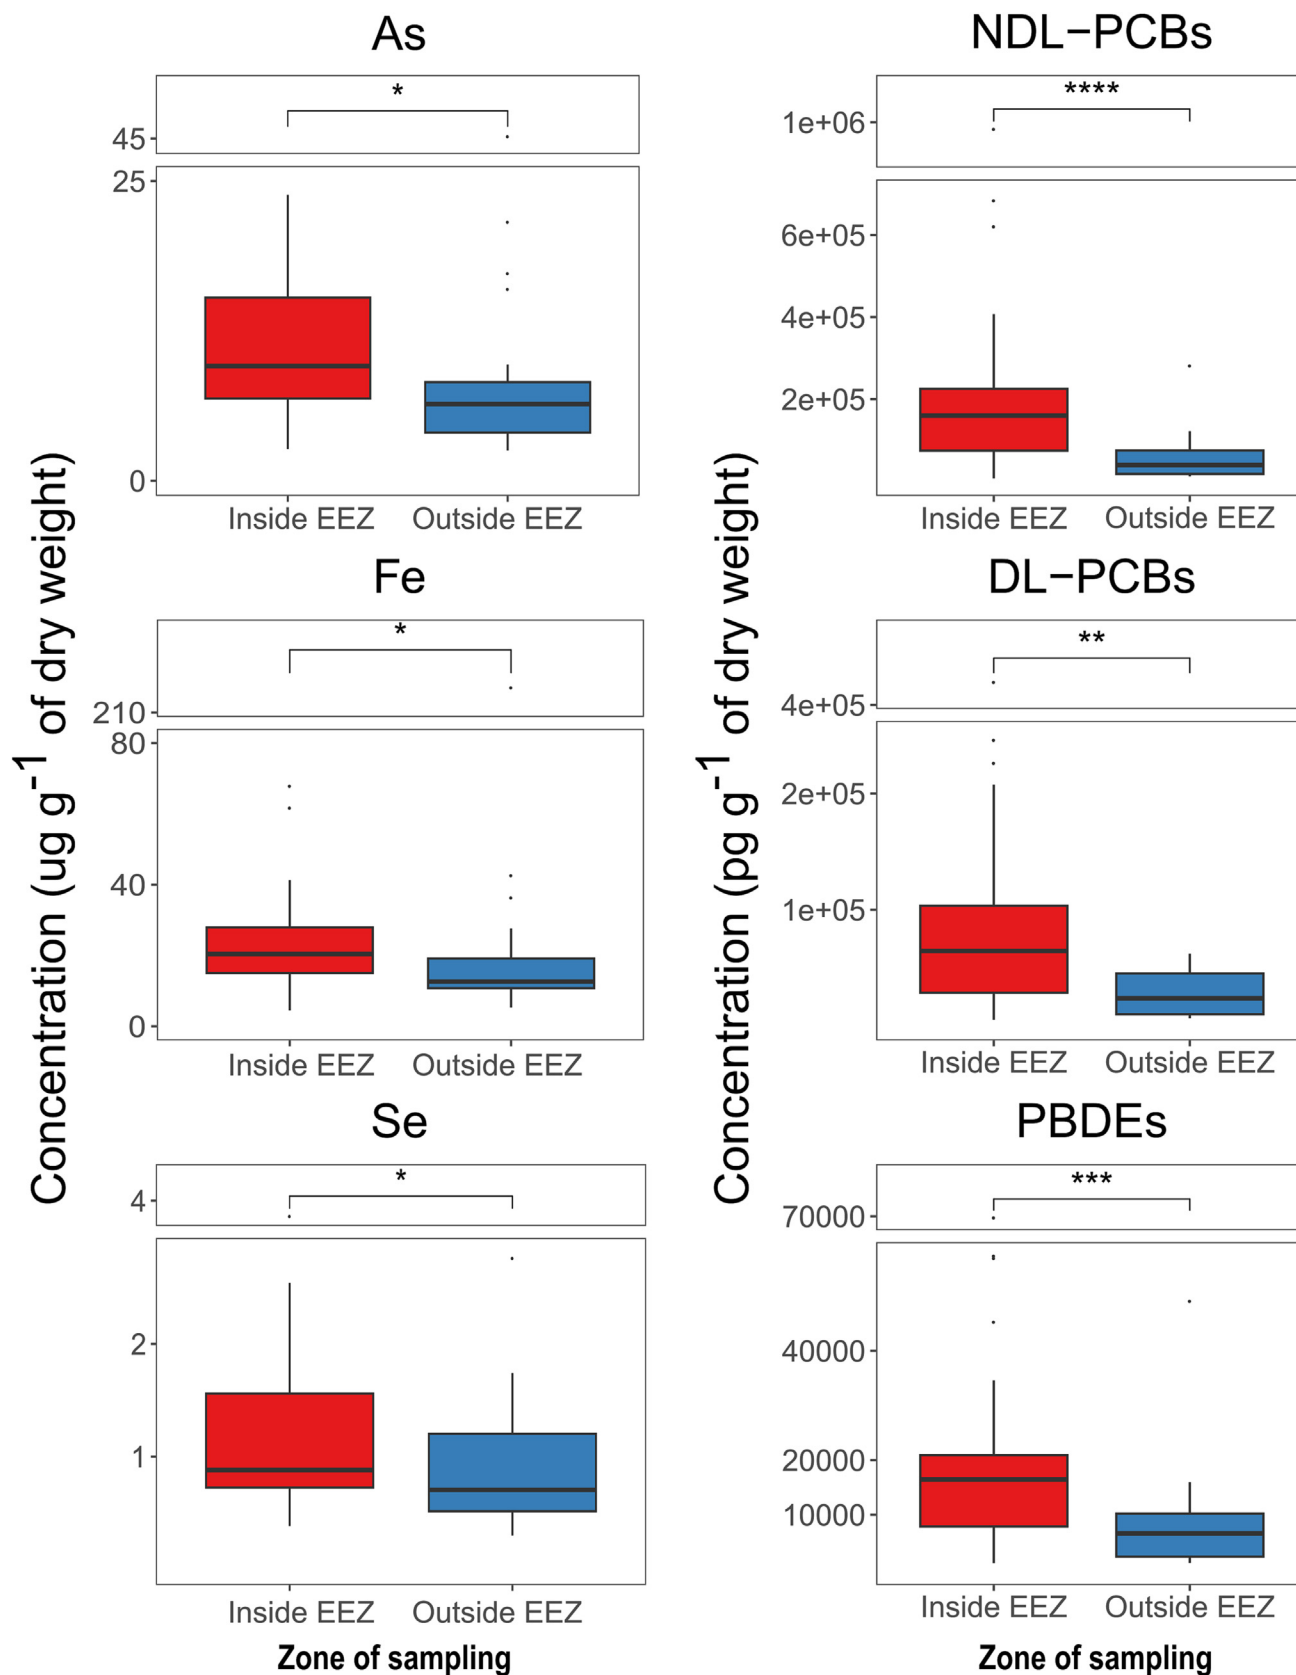 As
*
45
25
0
Inside EEZ Outside EEZ
Fe
*
210
80
40
0
Inside EEZ Outside EEZ
Se
*
4
2
1
Inside EEZ Outside EEZ
Zone of sampling
Concentration (ug g-1 of dry weight)
NDL−PCBs
****
1e+06
6e+05
4e+05
2e+05
Inside EEZ Outside EEZ
DL−PCBs
**
4e+05
2e+05
1e+05
Inside EEZ Outside EEZ
PBDEs
***
70000
40000
20000
10000
Inside EEZ Outside EEZ
Zone of sampling
Concentration (pg g-1 of dry weight)